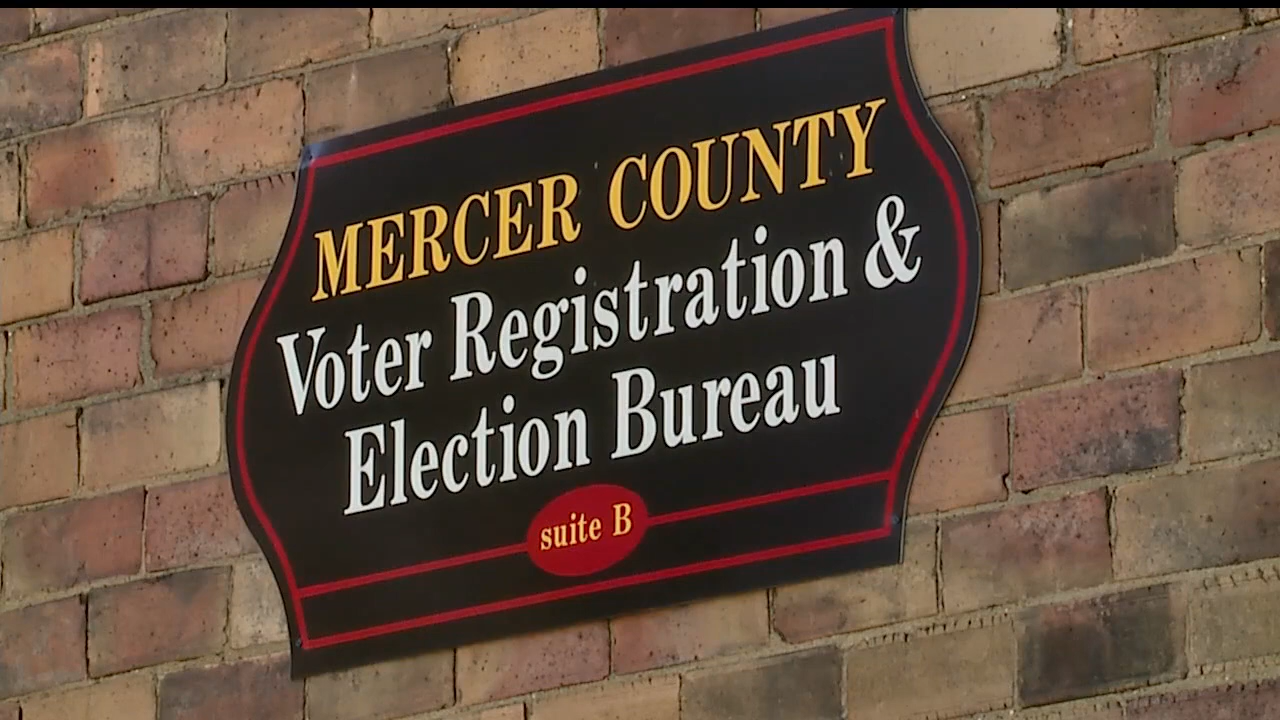 MERCER COUNTY
Voter Registration &
Election Bureau
suite B